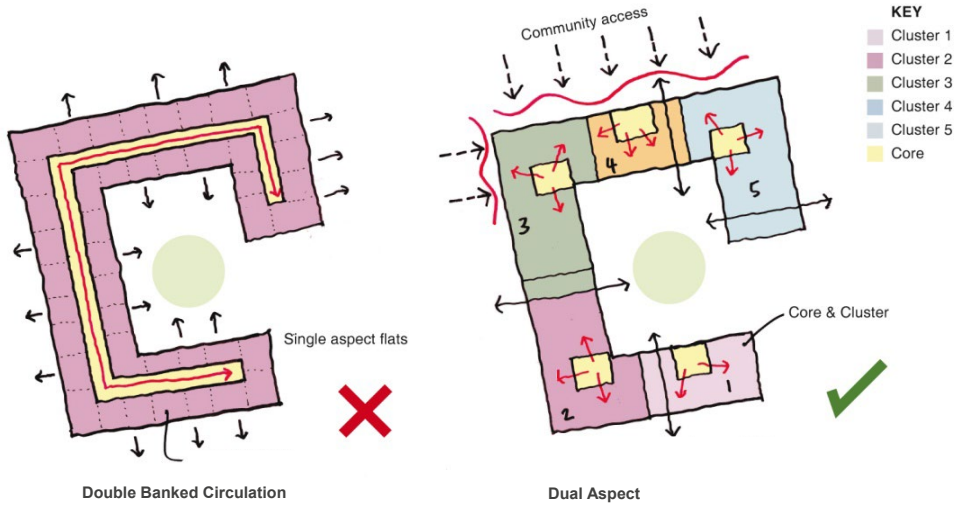 Community access
KEY
Cluster 1
Cluster 2
Cluster 3
Cluster 4
Cluster 5
Core
4
5
3
Single aspect flats
Core & Cluster
1
2
Double Banked Circulation
Dual Aspect